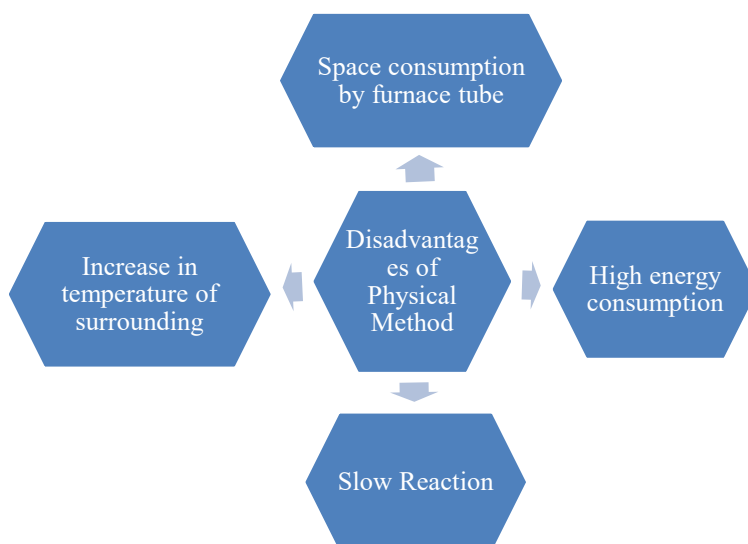 Space consumption
by furnace tube
Increase in
temperature of
surrounding
Disadvantag
es of
Physical
Method
High energy
consumption
Slow Reaction